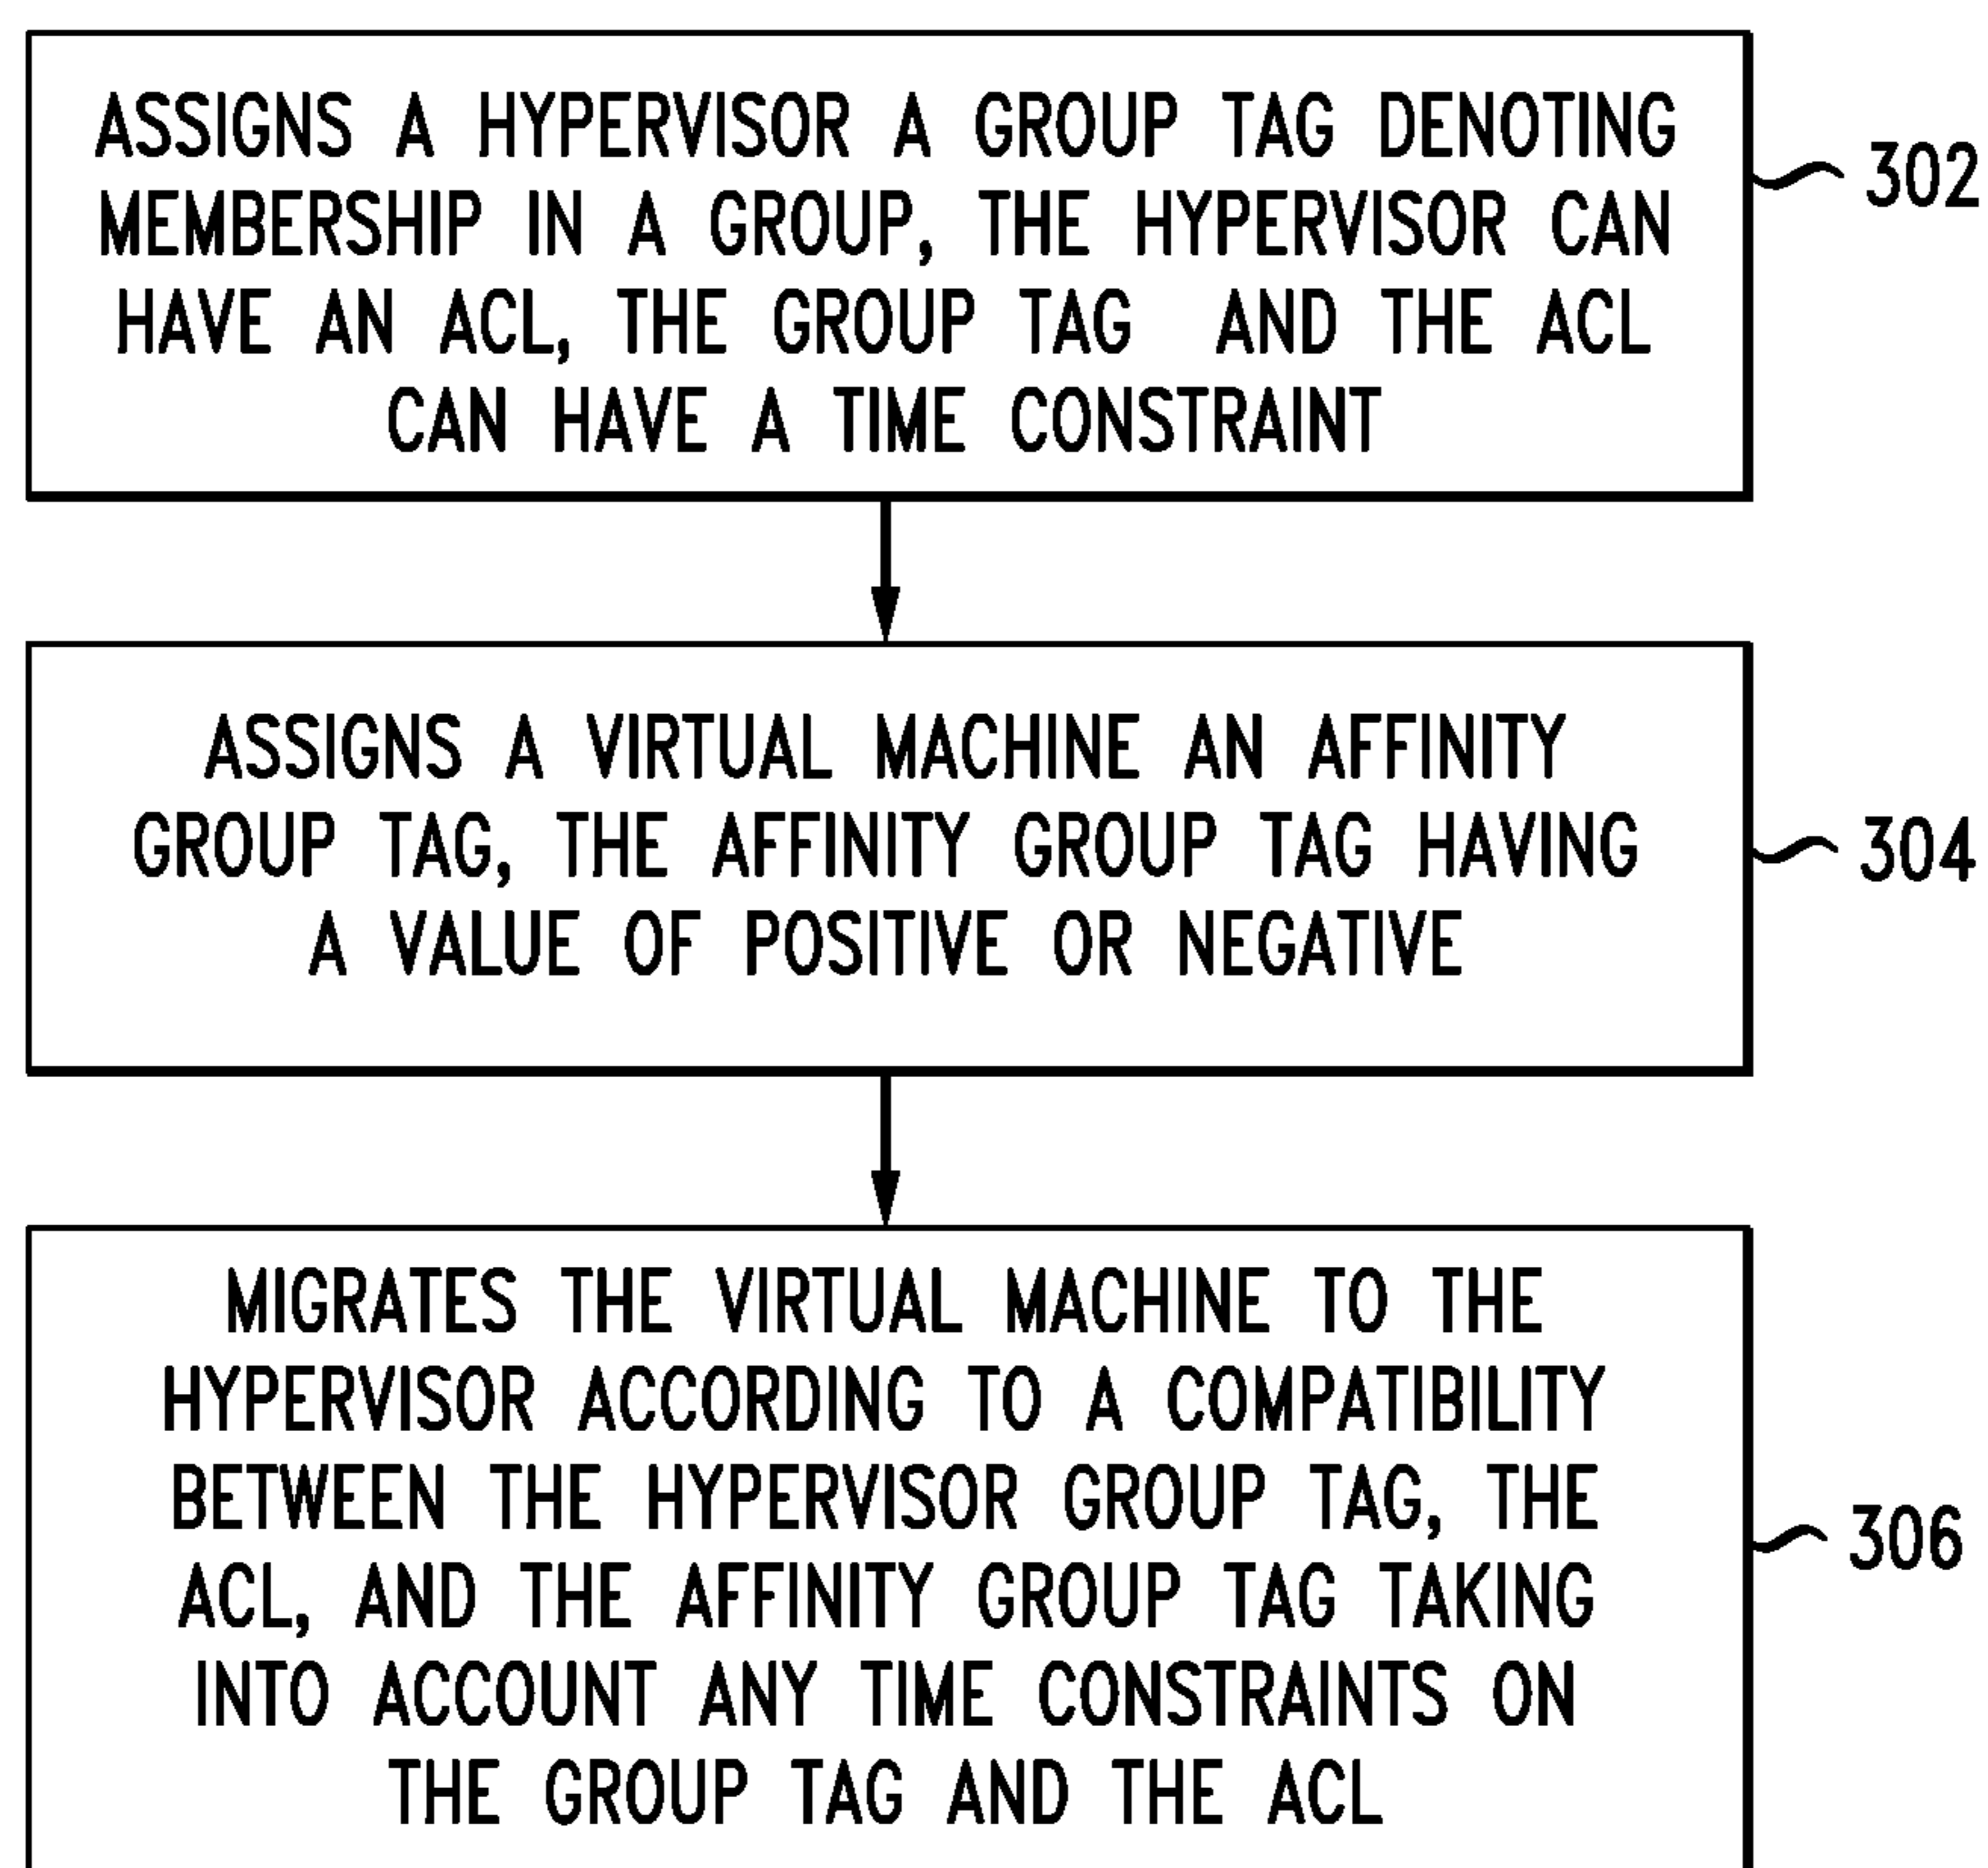 ASSIGNS A HYPERVISOR A GROUP TAG DENOTING
MEMBERSHIP IN A GROUP, THE HYPERVISOR CAN
HAVE AN ACL, THE GROUP TAG AND THE ACL
CAN HAVE A TIME CONSTRAINT
302
ASSIGNS A VIRTUAL MACHINE AN AFFINITY
GROUP TAG, THE AFFINITY GROUP TAG HAVING
A VALUE OF POSITIVE OR NEGATIVE
304
MIGRATES THE VIRTUAL MACHINE TO THE
HYPERVISOR ACCORDING TO A COMPATIBILITY
BETWEEN THE HYPERVISOR GROUP TAG, THE
ACL, AND THE AFFINITY GROUP TAG TAKING
INTO ACCOUNT ANY TIME CONSTRAINTS ON
THE GROUP TAG AND THE ACL
306